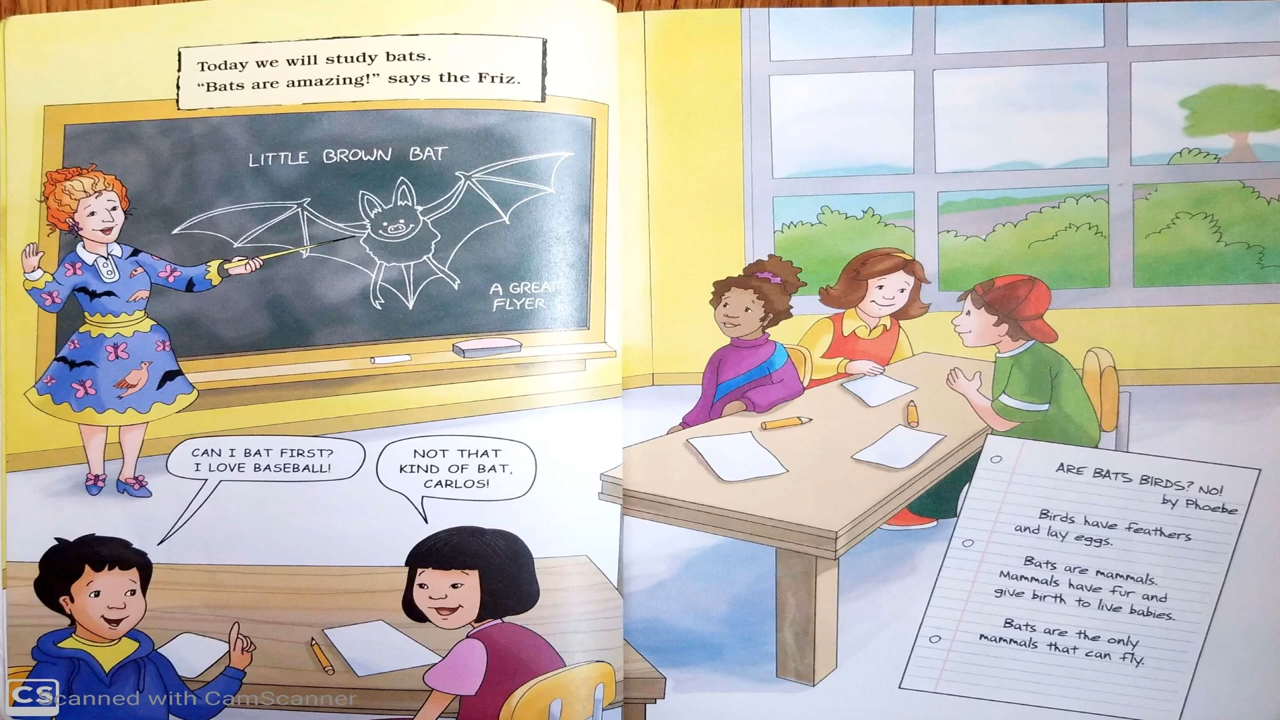 Today we will study bats.
“Bats are amazing!” says the Friz.
LITTLE BROWN BAT
A GREAT
FLYER
CAN I BAT FIRST?
I LOVE BASEBALL!
NOT THAT
KIND OF BAT,
CARLOS!
ARE BATS BIRDS? NO!
by Phoebe
Birds have feathers
and lay eggs.
Bats are mammals.
Mammals have fur and
give birth to live babies.
Bats are the only
mammals that can fly.
CS
Scanned with CamScanner